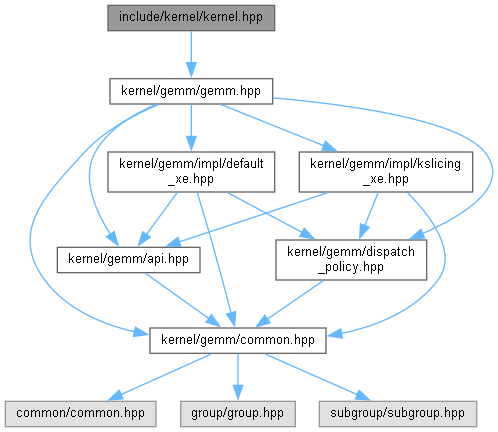 include/kernel/kernel.hpp
kernel/gemm/gemm.hpp
kernel/gemm/impl/default
_xe.hpp
kernel/gemm/impl/kslicing
_xe.hpp
kernel/gemm/api.hpp
kernel/gemm/dispatch
_policy.hpp
kernel/gemm/common.hpp
common/common.hpp
group/group.hpp
subgroup/subgroup.hpp